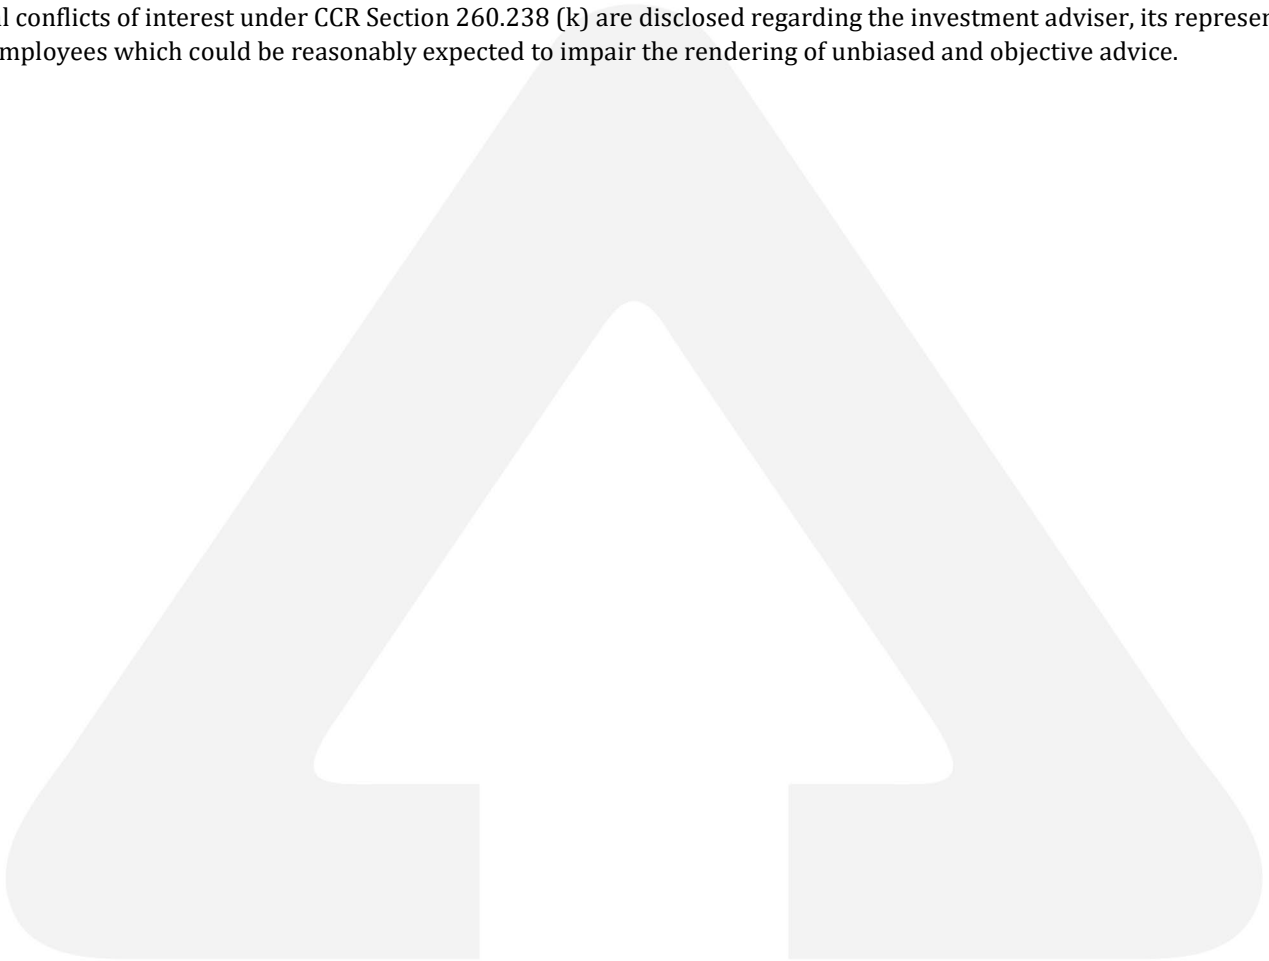 l conflicts of interest under CCR Section 260.238 (k) are disclosed regarding the investment adviser, its represen
mployees which could be reasonably expected to impair the rendering of unbiased and objective advice.